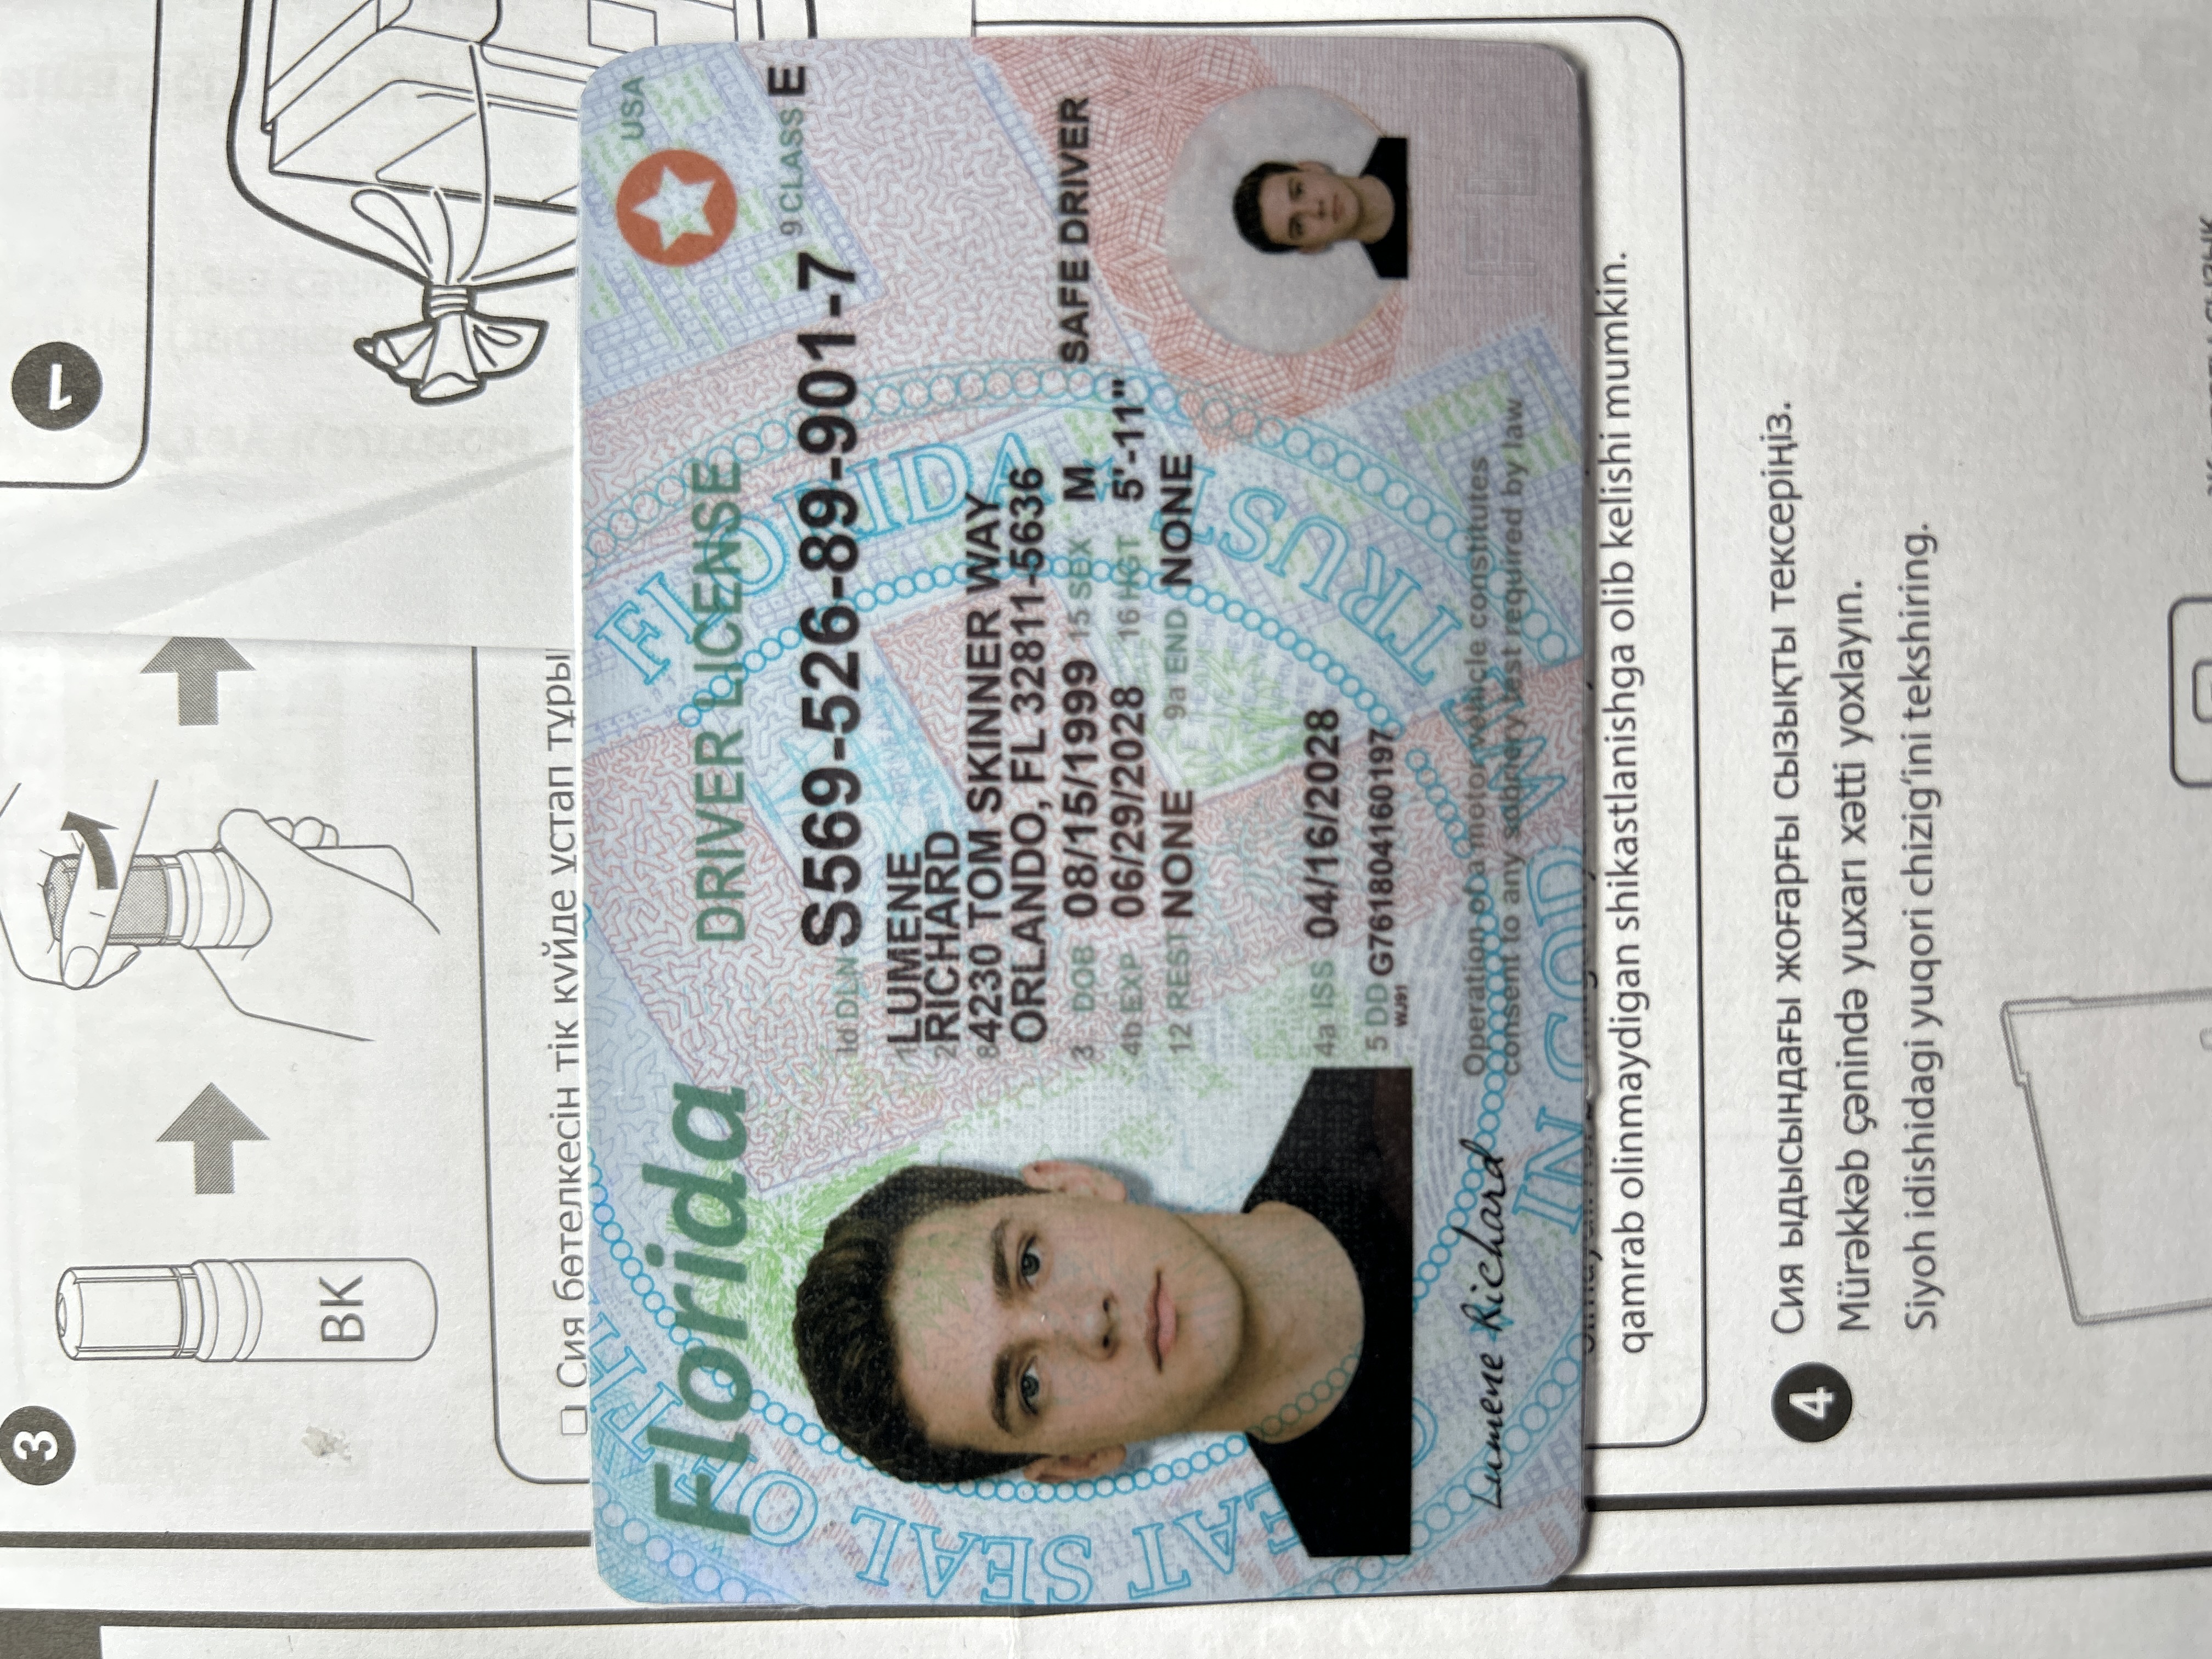 3
1
BK
❏ Сия бөтелкесін тік күйде ұстап тұры
GREAT SEAL OF THE
FLORIDA
IN GOD WE TRUST
Florida
DRIVER LICENSE
USA
9 CLASS E
4d DLN S569-526-89-901-7
1 LUMENE
2 RICHARD
8 4230 TOM SKINNER WAY
ORLANDO, FL 32811-5636
3 DOB 08/15/1999 15 SEX M
SAFE DRIVER
4b EXP 06/29/2028 16 HGT 5'-11"
12 REST NONE 9a END NONE
4a ISS 04/16/2028
5 DD G761804160197
WJ91
Lumene Richard
Operation of a motor vehicle constitutes
consent to any sobriety test required by law
FL
qamrab olinmaydigan shikastlanishga olib kelishi mumkin.
4
Сия ыдысындағы жоғарғы сызықты тексеріңіз.
Mürəkkəb çənində yuxarı xətti yoxlayın.
Siyoh idishidagi yuqori chizig‘ini tekshiring.